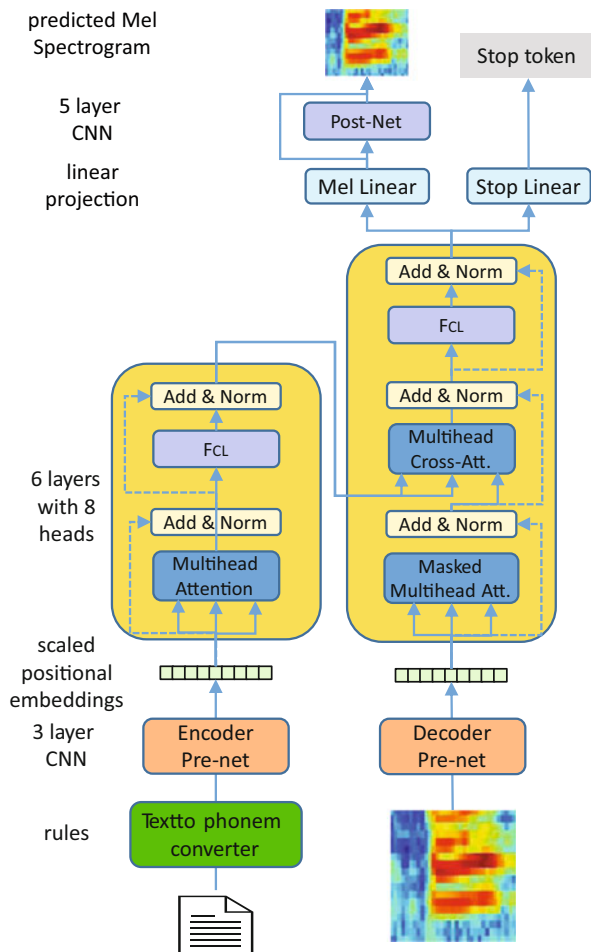 predicted Mel
Spectrogram
Stop token
5 layer
CNN
Post-Net
linear
projection
Mel Linear
Stop Linear
Add & Norm
FCL
Add & Norm
Add & Norm
FCL
Multihead
Cross-Att.
6 layers
with 8
heads
Add & Norm
Add & Norm
Multihead
Attention
Masked
Multihead Att.
scaled
positional
embeddings
3 layer
CNN
Encoder
Pre-net
Decoder
Pre-net
rules
Textto phonem
converter